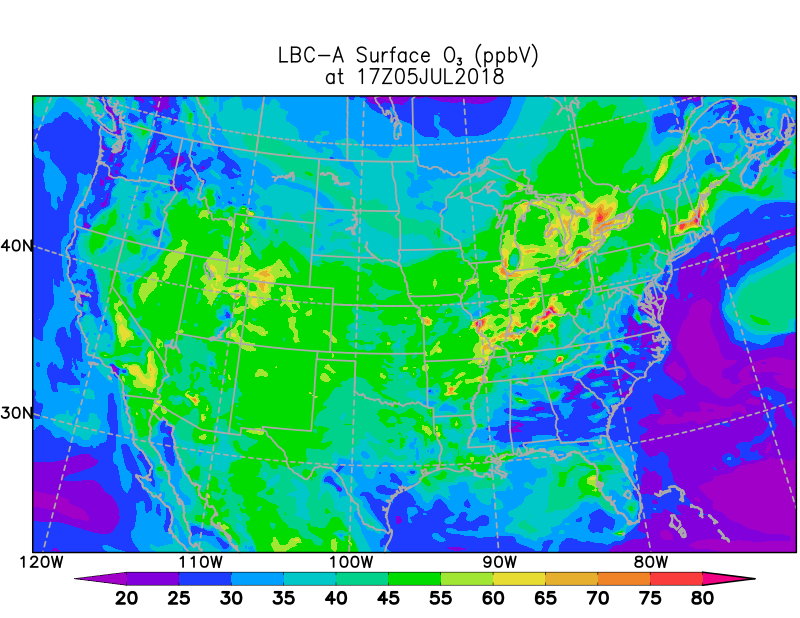 LBC-A Surface O₃ (ppbV)
at 17Z05JUL2018
40N
30N
120W 110W 100W 90W 80W
20 25 30 35 40 45 55 60 65 70 75 80